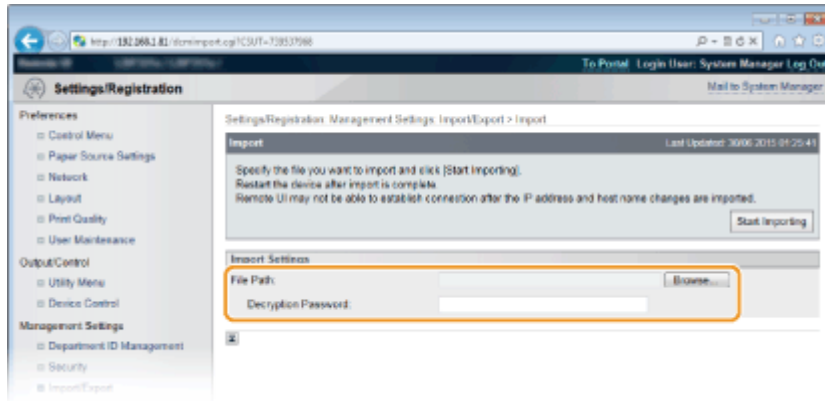 http://192.168.1.81/dcmimport.cgi?CSUT=
To Portal Login User: System Manager Log Ou
Settings/Registration
Mail to System Manager
Preferences
Control Menu
Paper Source Settings
Network
Layout
Print Quality
User Maintenance
Output/Control
Utility Menu
Device Control
Management Settings
Department ID Management
Security
Import/Export
Settings/Registration: Management Settings: Import/Export > Import
Import
Last Updated: 30/06 2015 01:25:41
Specify the file you want to import and click [Start Importing].
Restart the device after import is complete.
Remote UI may not be able to establish connection after the IP address and host name changes are imported.
Start Importing
Import Settings
File Path:
Browse...
Decryption Password: